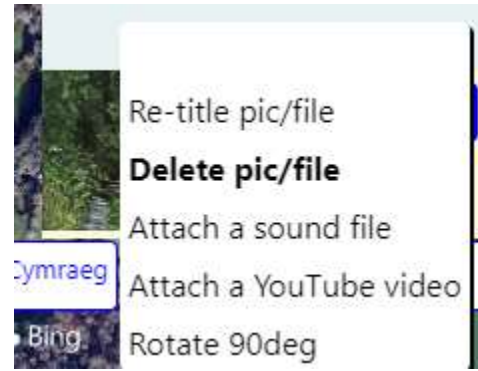 Re-title pic/file
Delete pic/file
Attach a sound file
Cymraeg
Attach a YouTube video
Bing
Rotate 90deg